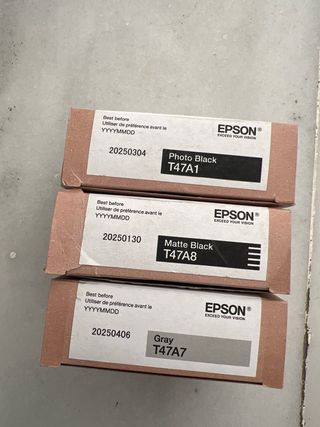 Best before
Utiliser de préférence avant le
YYYYMMDD
20250304
EPSON®
EXCEED YOUR VISION
Photo Black
T47A1
Best before
Utiliser de préférence avant le
YYYYMMDD
20250130
EPSON®
EXCEED YOUR VISION
Matte Black
T47A8
Best before
Utiliser de préférence avant le
YYYYMMDD
20250406
EPSON®
EXCEED YOUR VISION
Gray
T47A7